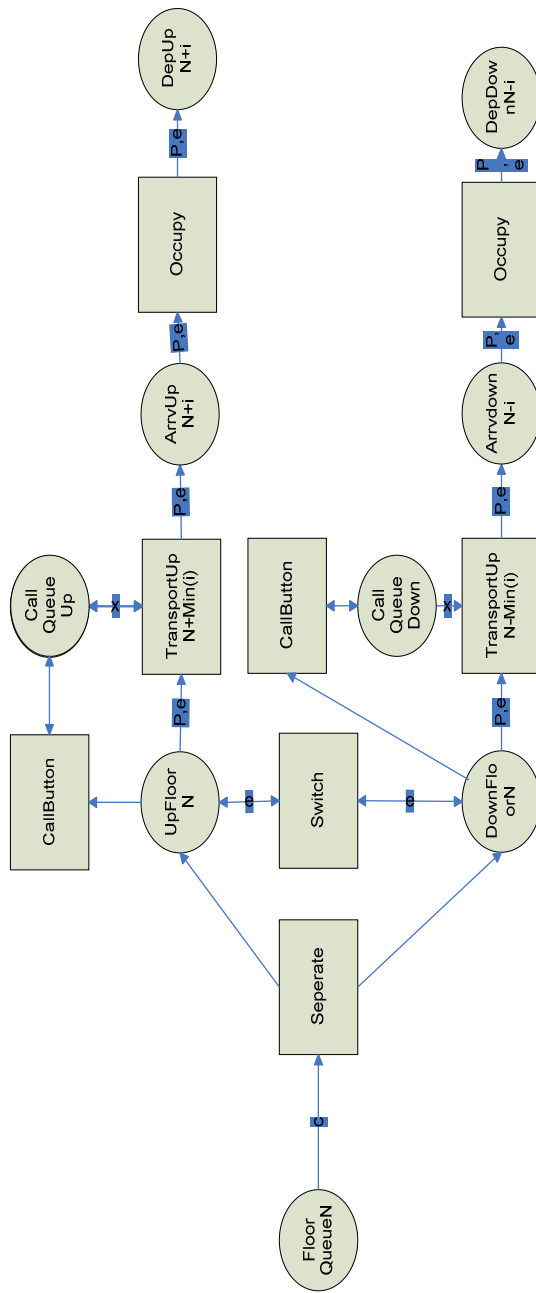 Floor
QueueN
c
Seperate
CallButton
UpFloor
N
e
Switch
e
DownFlo
orN
Call
Queue
Up
x
P,e
TransportUp
N+Min(i)
P,e
ArrvUp
N+i
P,e
Occupy
P,e
DepUp
N+i
CallButton
Call
Queue
Down
x
P,e
TransportUp
N-Min(i)
P,e
Arrvdown
N-i
P,
e
Occupy
P
,
e
DepDow
nN-i